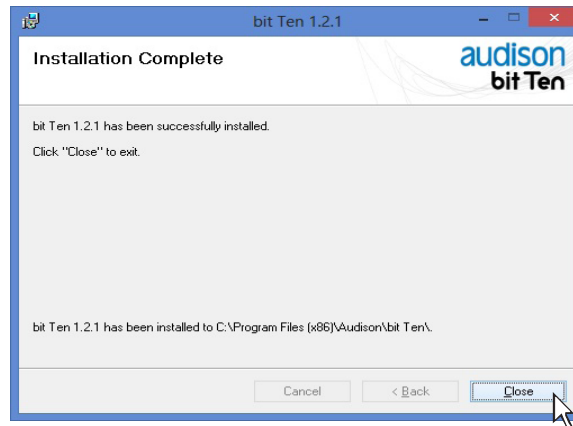 bit Ten 1.2.1
Installation Complete
audison
bit Ten
bit Ten 1.2.1 has been successfully installed.
Click "Close" to exit.
bit Ten 1.2.1 has been installed to C:\Program Files (x86)\Audison\bit Ten\.
Cancel
< Back
Close